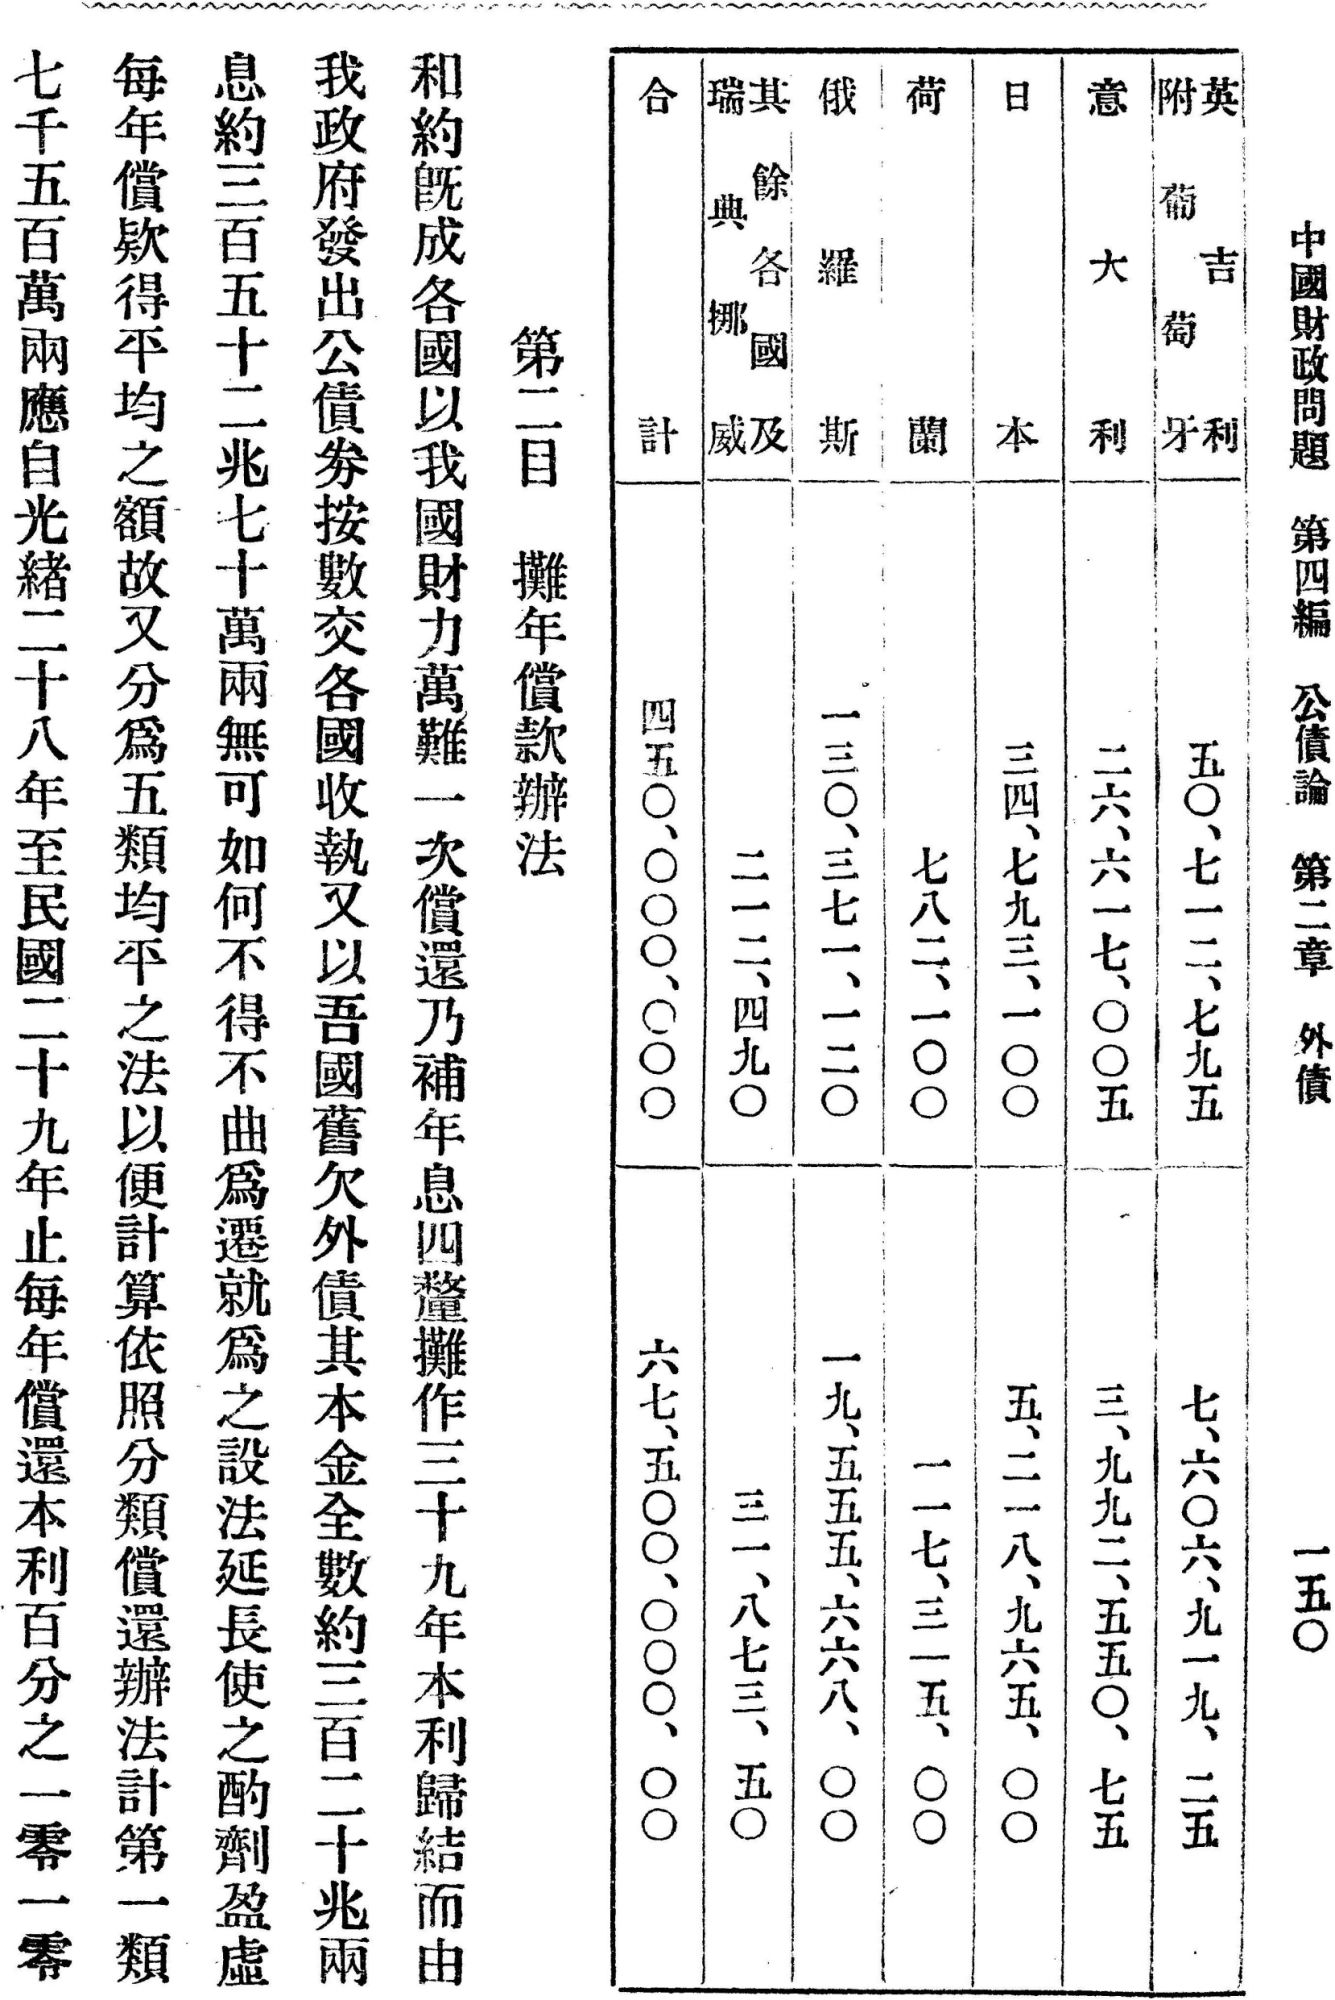 中國財政問題　第四編　公債論　第二章　外債　一五〇
英吉利附葡萄牙　五〇、七一二、七九五　七、六〇六、九一九、二五
意大利　二六、六一七、〇〇五　三、九九二、五五〇、七五
日本　三四、七九三、一〇〇　五、二一八、九六五、〇〇
荷蘭　七八二、一〇〇　一一七、三一五、〇〇
俄羅斯　一三〇、三七一、一二〇　一九、五五五、六六八、〇〇
其餘各國及瑞典挪威　二一二、四九〇　三一、八七三、五〇
合計　四五〇、〇〇〇、〇〇〇　六七、五〇〇、〇〇〇、〇〇
第二目　攤年償款辦法
和約旣成各國以我國財力萬難一次償還乃補年息四釐攤作三十九年本利歸結而由
我政府發出公債劵按數交各國收執又以吾國舊欠外債其本金全數約三百二十兆兩
息約三百五十二兆七十萬兩無可如何不得不曲爲遷就爲之設法延長使之酌劑盈虛
每年償欵得平均之額故又分爲五類均平之法以便計算依照分類償還辦法計第一類
七千五百萬兩應自光緒二十八年至民國二十九年止每年償還本利百分之一零一零